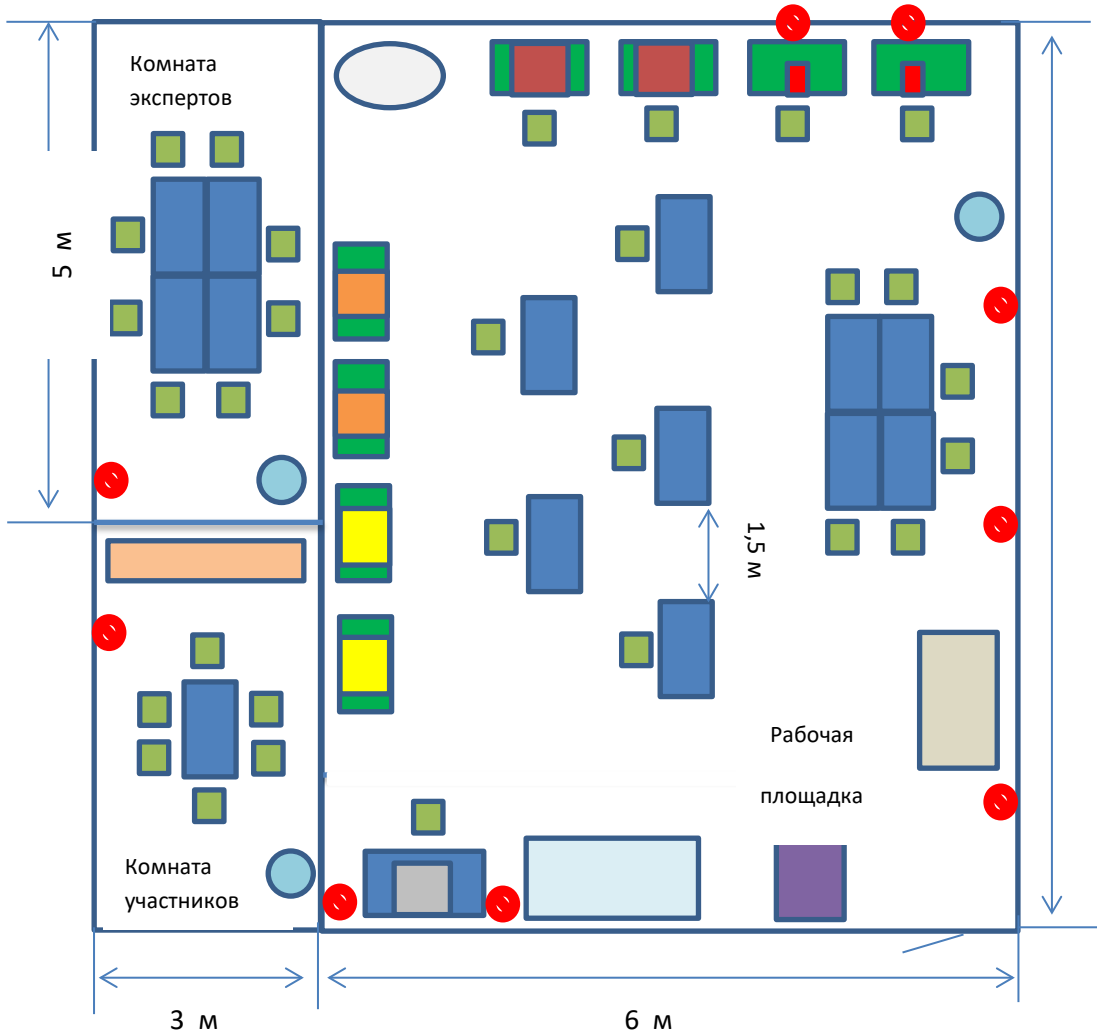 Комната
экспертов
5 м
1,5 м
Рабочая
площадка
Комната
участников
3 м
6 м